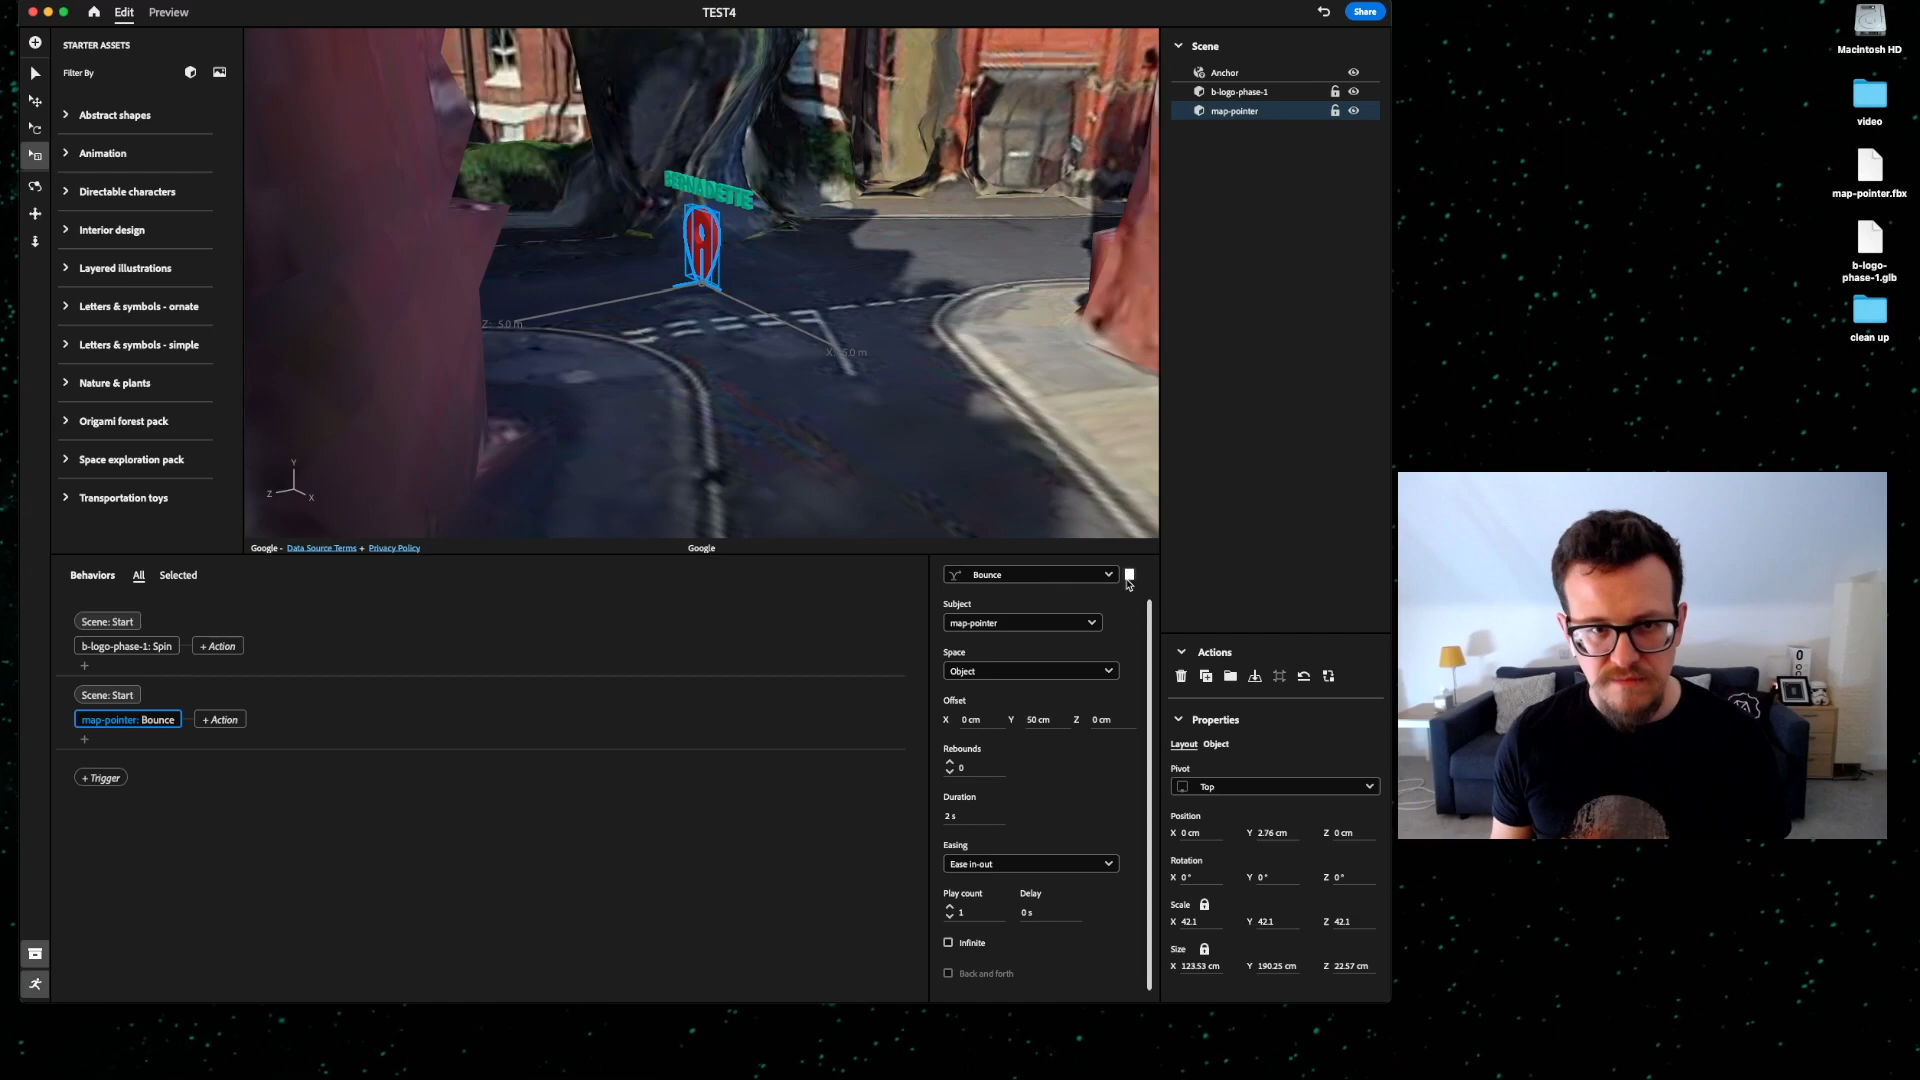 Edit
Preview
TEST4
Share
STARTER ASSETS
Filter By
Abstract shapes
Animation
Directable characters
Interior design
Layered illustrations
Letters & symbols - ornate
Letters & symbols - simple
Nature & plants
Origami forest pack
Space exploration pack
Transportation toys
BERNADETTE
Z: 5.0 m
X: 5.0 m
Y
Z
X
Google - Data Source Terms + Privacy Policy
Google
Scene
Anchor
b-logo-phase-1
map-pointer
Behaviors All Selected
Scene: Start
b-logo-phase-1: Spin + Action
+
Scene: Start
map-pointer: Bounce + Action
+
+ Trigger
Bounce
Subject
map-pointer
Space
Object
Offset
X 0 cm Y 50 cm Z 0 cm
Rebounds
0
Duration
2 s
Easing
Ease in-out
Play count Delay
1 0 s
Infinite
Back and forth
Actions
Properties
Layout Object
Pivot
Top
Position
X 0 cm Y 2.76 cm Z 0 cm
Rotation
X 0° Y 0° Z 0°
Scale
X 42.1 Y 42.1 Z 42.1
Size
X 123.53 cm Y 190.25 cm Z 22.57 cm
Macintosh HD
video
map-pointer.fbx
b-logo-
phase-1.glb
clean up